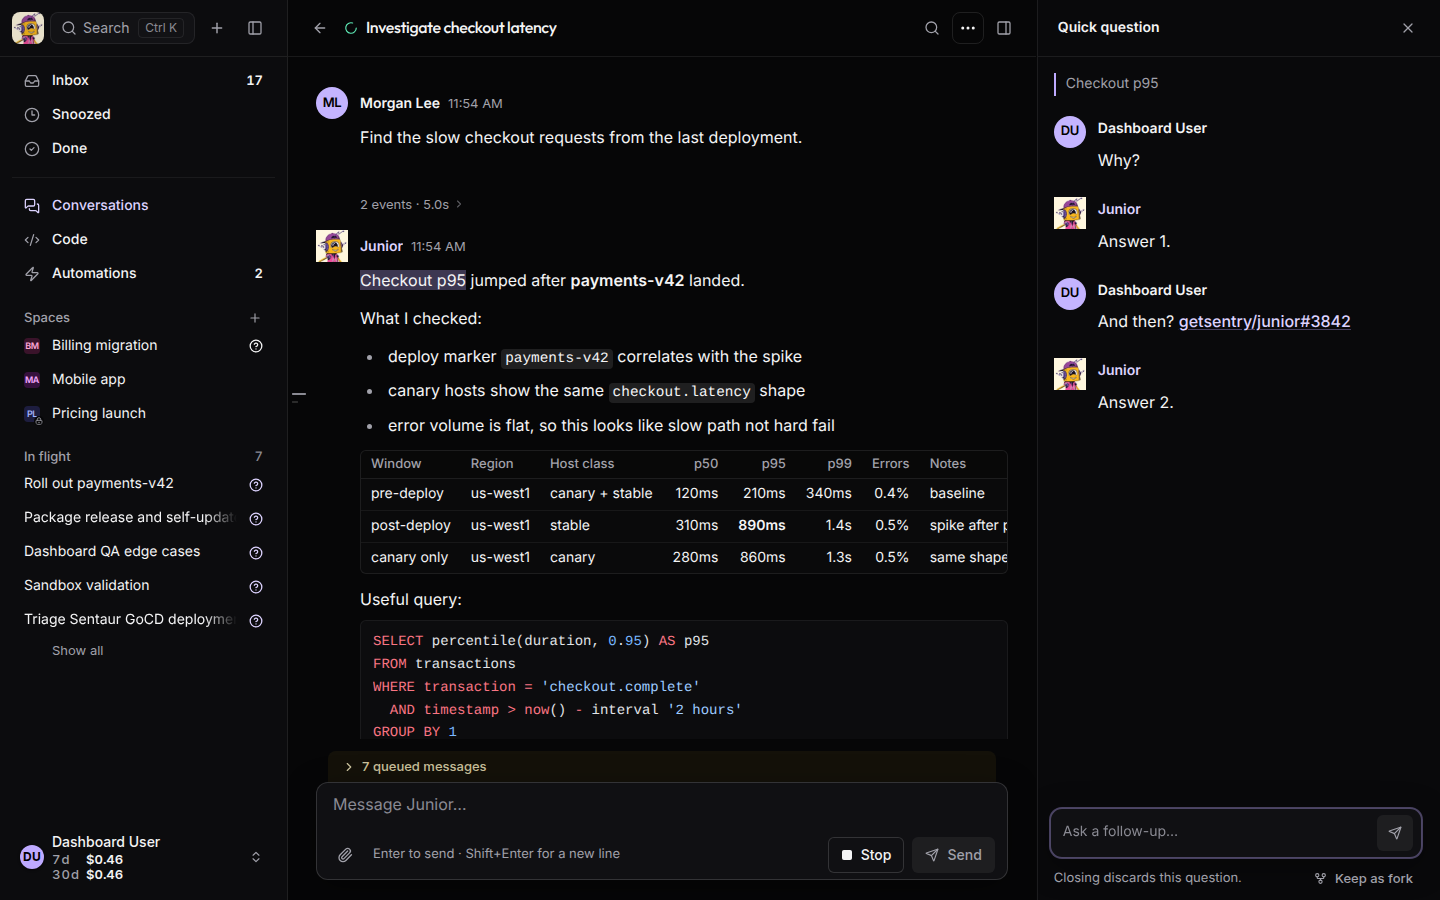 Search Ctrl K
Inbox 17
Snoozed
Done
Conversations
Code
Automations 2
Spaces
BM Billing migration
MA Mobile app
PL Pricing launch
In flight 7
Roll out payments-v42
Package release and self-updat
Dashboard QA edge cases
Sandbox validation
Triage Sentaur GoCD deployme
Show all
DU Dashboard User
7d $0.46
30d $0.46
Investigate checkout latency
ML Morgan Lee 11:54 AM
Find the slow checkout requests from the last deployment.
2 events · 5.0s
Junior 11:54 AM
Checkout p95 jumped after payments-v42 landed.
What I checked:
deploy marker payments-v42 correlates with the spike
canary hosts show the same checkout.latency shape
error volume is flat, so this looks like slow path not hard fail
Window Region Host class p50 p95 p99 Errors Notes
pre-deploy us-west1 canary + stable 120ms 210ms 340ms 0.4% baseline
post-deploy us-west1 stable 310ms 890ms 1.4s 0.5% spike after p
canary only us-west1 canary 280ms 860ms 1.3s 0.5% same shape
Useful query:
SELECT percentile(duration, 0.95) AS p95
FROM transactions
WHERE transaction = 'checkout.complete'
AND timestamp > now() - interval '2 hours'
GROUP BY 1
7 queued messages
Message Junior...
Enter to send · Shift+Enter for a new line
Stop
Send
Quick question
Checkout p95
DU Dashboard User
Why?
Junior
Answer 1.
DU Dashboard User
And then? getsentry/junior#3842
Junior
Answer 2.
Ask a follow-up...
Closing discards this question.
Keep as fork